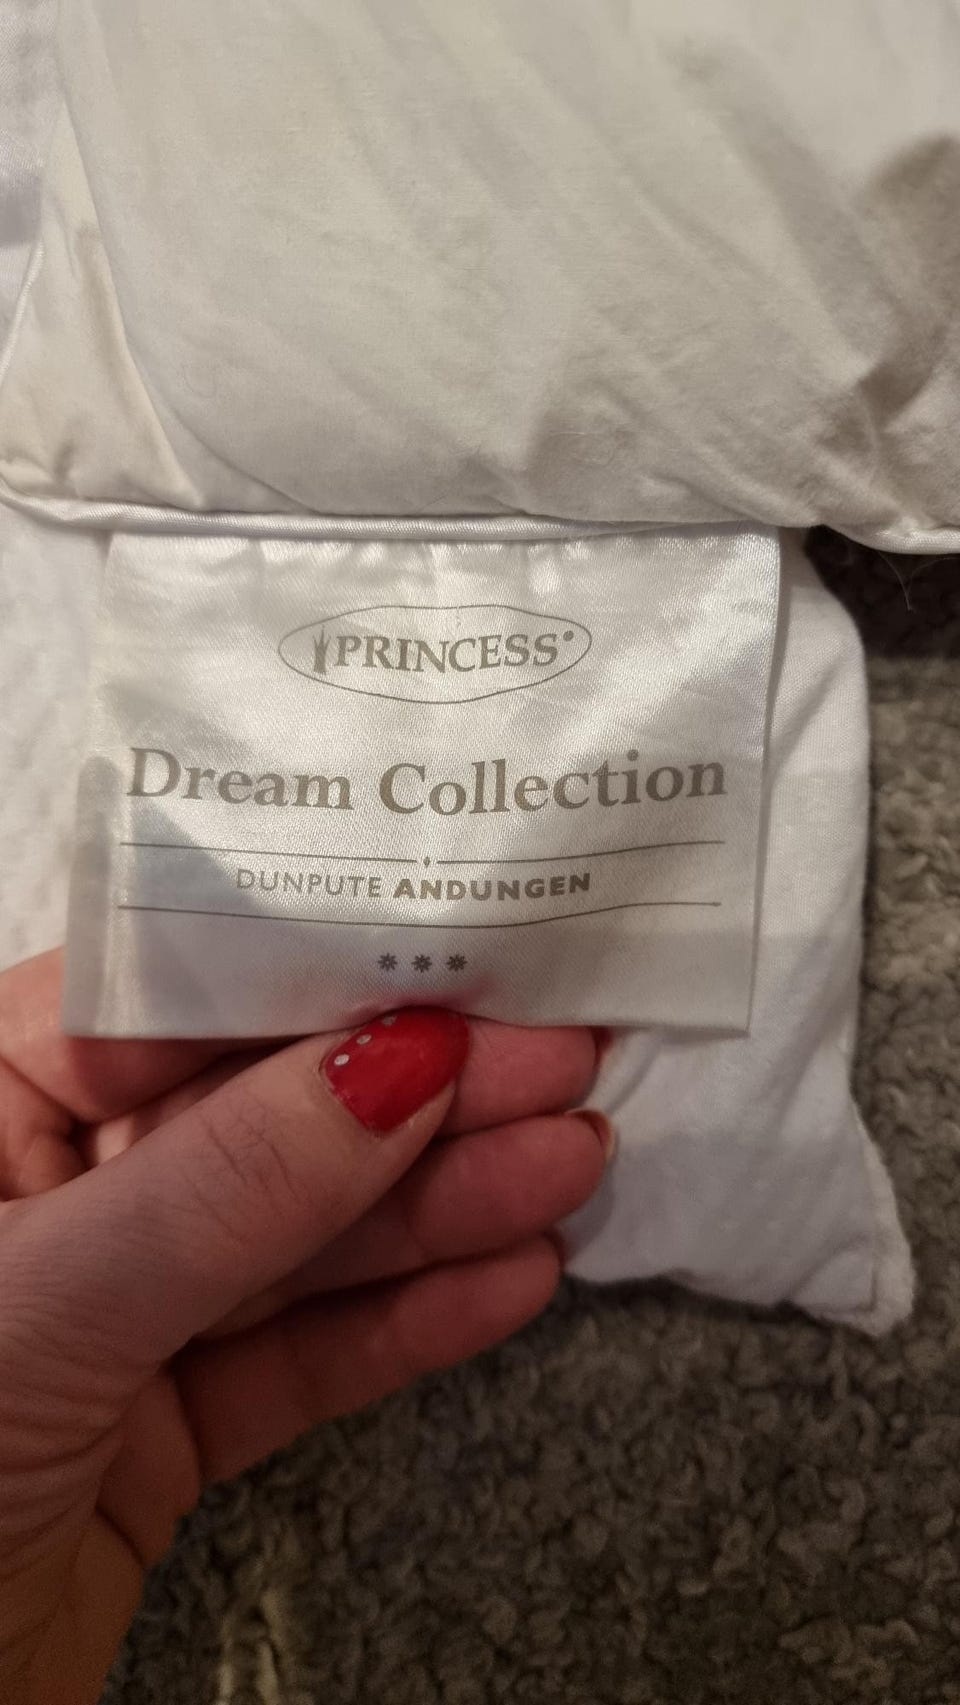 PRINCESS®
Dream Collection
DUNPUTE ANDUNGEN
***